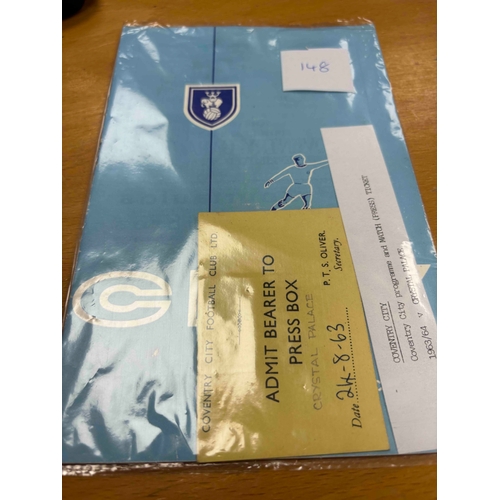 148
COVENTRY CITY FOOTBALL CLUB LTD.
ADMIT BEARER TO
PRESS BOX
CRYSTAL PALACE
P. T. S. OLIVER,
Secretary.
Date 24-8-63
COVENTRY CITY
Coventry City programme and MATCH (PRESS) TICKET
1963/64 v. CRYSTAL PALACE
C